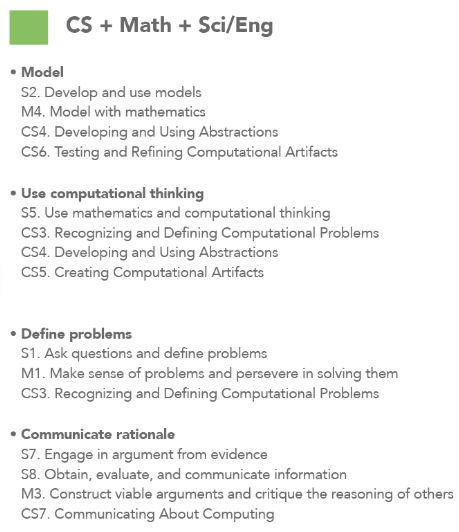 CS + Math + Sci/Eng
• Model
S2. Develop and use models
M4. Model with mathematics
CS4. Developing and Using Abstractions
CS6. Testing and Refining Computational Artifacts
• Use computational thinking
S5. Use mathematics and computational thinking
CS3. Recognizing and Defining Computational Problems
CS4. Developing and Using Abstractions
CS5. Creating Computational Artifacts
• Define problems
S1. Ask questions and define problems
M1. Make sense of problems and persevere in solving them
CS3. Recognizing and Defining Computational Problems
• Communicate rationale
S7. Engage in argument from evidence
S8. Obtain, evaluate, and communicate information
M3. Construct viable arguments and critique the reasoning of others
CS7. Communicating About Computing